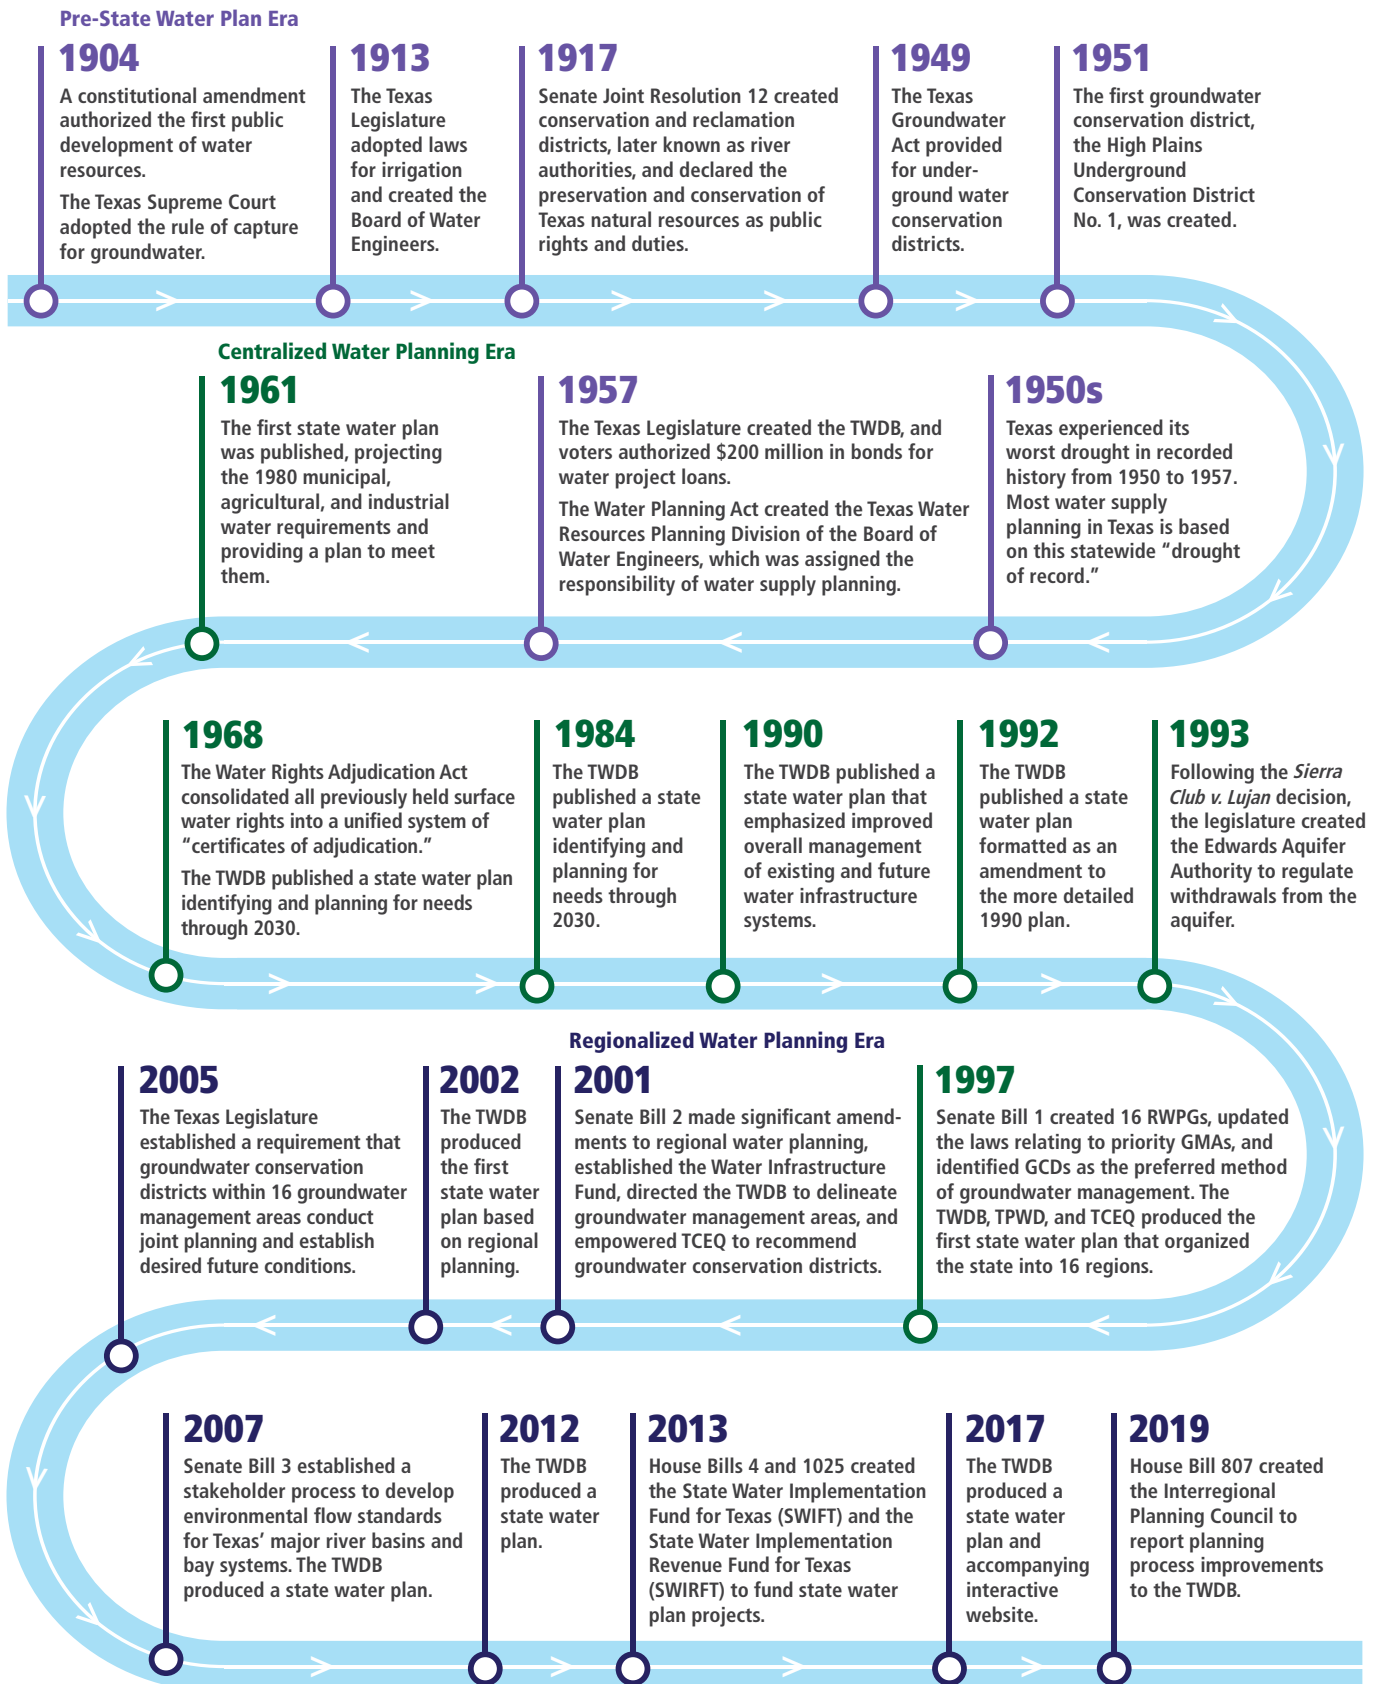 Pre-State Water Plan Era
1904
A constitutional amendment
authorized the first public
development of water
resources.
The Texas Supreme Court
adopted the rule of capture
for groundwater.
1913
The Texas
Legislature
adopted laws
for irrigation
and created the
Board of Water
Engineers.
1917
Senate Joint Resolution 12 created
conservation and reclamation
districts, later known as river
authorities, and declared the
preservation and conservation of
Texas natural resources as public
rights and duties.
1949
The Texas
Groundwater
Act provided
for under-
ground water
conservation
districts.
1951
The first groundwater
conservation district,
the High Plains
Underground
Conservation District
No. 1, was created.
1950s
Texas experienced its
worst drought in recorded
history from 1950 to 1957.
Most water supply
planning in Texas is based
on this statewide “drought
of record.”
1957
The Texas Legislature created the TWDB, and
voters authorized $200 million in bonds for
water project loans.
The Water Planning Act created the Texas Water
Resources Planning Division of the Board of
Water Engineers, which was assigned the
responsibility of water supply planning.
Centralized Water Planning Era
1961
The first state water plan
was published, projecting
the 1980 municipal,
agricultural, and industrial
water requirements and
providing a plan to meet
them.
1968
The Water Rights Adjudication Act
consolidated all previously held surface
water rights into a unified system of
“certificates of adjudication.”
The TWDB published a state water plan
identifying and planning for needs
through 2030.
1984
The TWDB
published a state
water plan
identifying and
planning for
needs through
2030.
1990
The TWDB published a
state water plan that
emphasized improved
overall management
of existing and future
water infrastructure
systems.
1992
The TWDB
published a state
water plan
formatted as an
amendment to
the more detailed
1990 plan.
1993
Following the Sierra
Club v. Lujan decision,
the legislature created
the Edwards Aquifer
Authority to regulate
withdrawals from the
aquifer.
1997
Senate Bill 1 created 16 RWPGs, updated
the laws relating to priority GMAs, and
identified GCDs as the preferred method
of groundwater management. The
TWDB, TPWD, and TCEQ produced the
first state water plan that organized
the state into 16 regions.
Regionalized Water Planning Era
2001
Senate Bill 2 made significant amend-
ments to regional water planning,
established the Water Infrastructure
Fund, directed the TWDB to delineate
groundwater management areas, and
empowered TCEQ to recommend
groundwater conservation districts.
2002
The TWDB
produced
the first
state water
plan based
on regional
planning.
2005
The Texas Legislature
established a requirement that
groundwater conservation
districts within 16 groundwater
management areas conduct
joint planning and establish
desired future conditions.
2007
Senate Bill 3 established a
stakeholder process to develop
environmental flow standards
for Texas’ major river basins and
bay systems. The TWDB
produced a state water plan.
2012
The TWDB
produced a
state water
plan.
2013
House Bills 4 and 1025 created
the State Water Implementation
Fund for Texas (SWIFT) and the
State Water Implementation
Revenue Fund for Texas
(SWIRFT) to fund state water
plan projects.
2017
The TWDB
produced a
state water
plan and
accompanying
interactive
website.
2019
House Bill 807 created
the Interregional
Planning Council to
report planning
process improvements
to the TWDB.